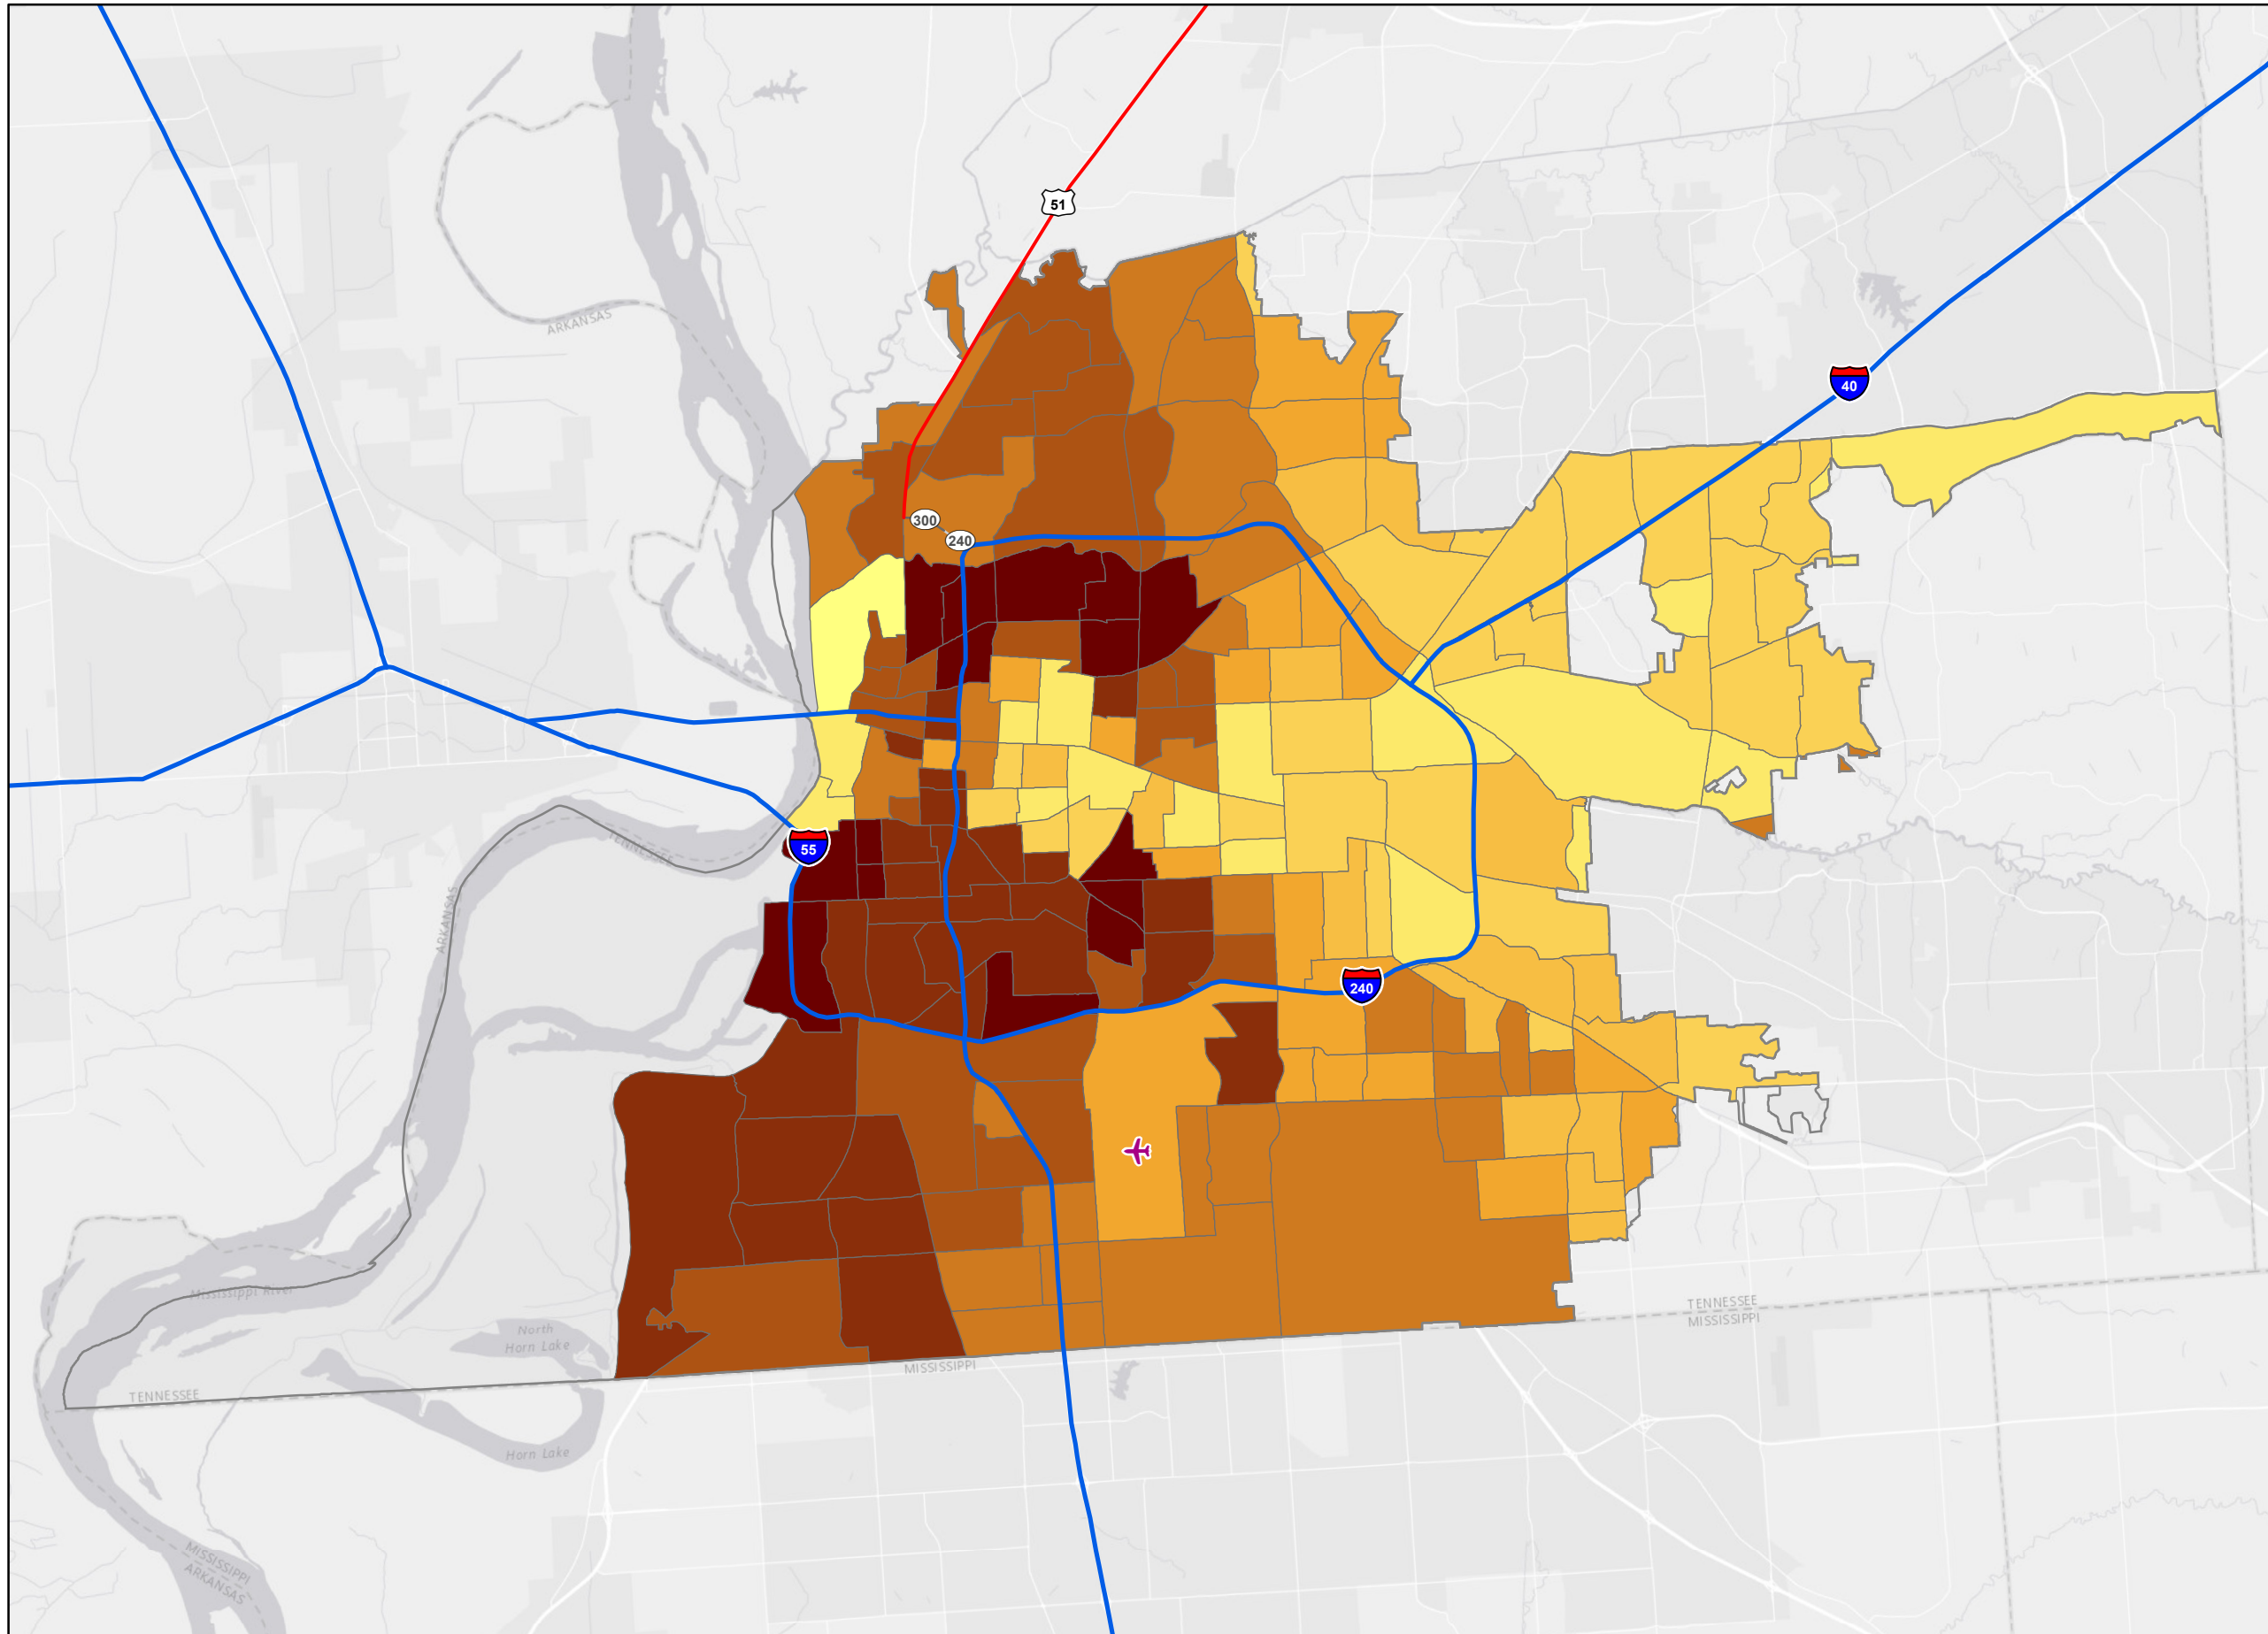 51
ARKANSAS
40
300
240
55
TENNESSEE
ARKANSAS
240
Mississippi River
TENNESSEE
MISSISSIPPI
North
Horn Lake
MISSISSIPPI
TENNESSEE
Horn Lake
MISSISSIPPI
ARKANSAS